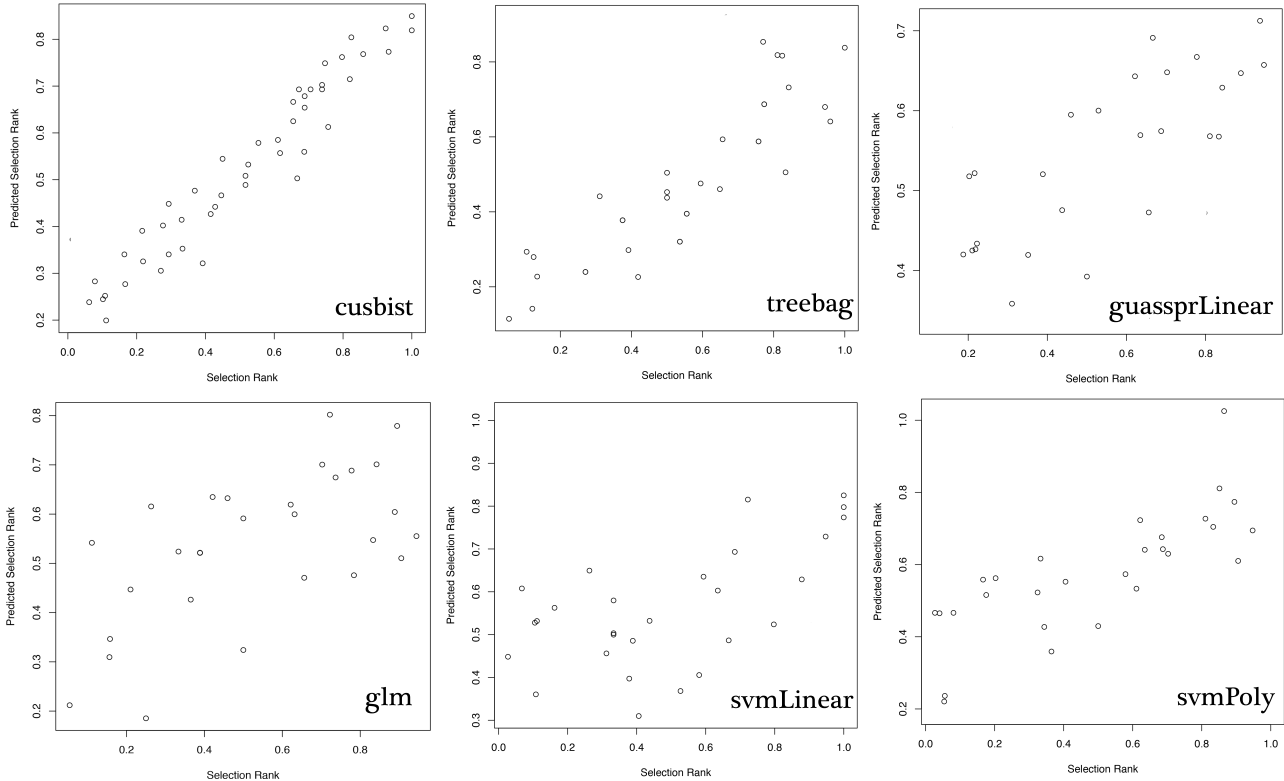 Predicted Selection Rank
0.8
0.7
0.6
0.5
0.4
0.3
0.2
cusbist
0.0 0.2 0.4 0.6 0.8 1.0
Selection Rank
Predicted Selection Rank
0.8
0.6
0.4
0.2
treebag
0.2 0.4 0.6 0.8 1.0
Selection Rank
Predicted Selection Rank
0.7
0.6
0.5
0.4
guassprLinear
0.2 0.4 0.6 0.8
Selection Rank
Predicted Selection Rank
0.8
0.7
0.6
0.5
0.4
0.3
0.2
glm
0.2 0.4 0.6 0.8
Selection Rank
Predicted Selection Rank
1.0
0.9
0.8
0.7
0.6
0.5
0.4
0.3
svmLinear
0.0 0.2 0.4 0.6 0.8 1.0
Selection Rank
Predicted Selection Rank
1.0
0.8
0.6
0.4
0.2
svmPoly
0.0 0.2 0.4 0.6 0.8 1.0
Selection Rank